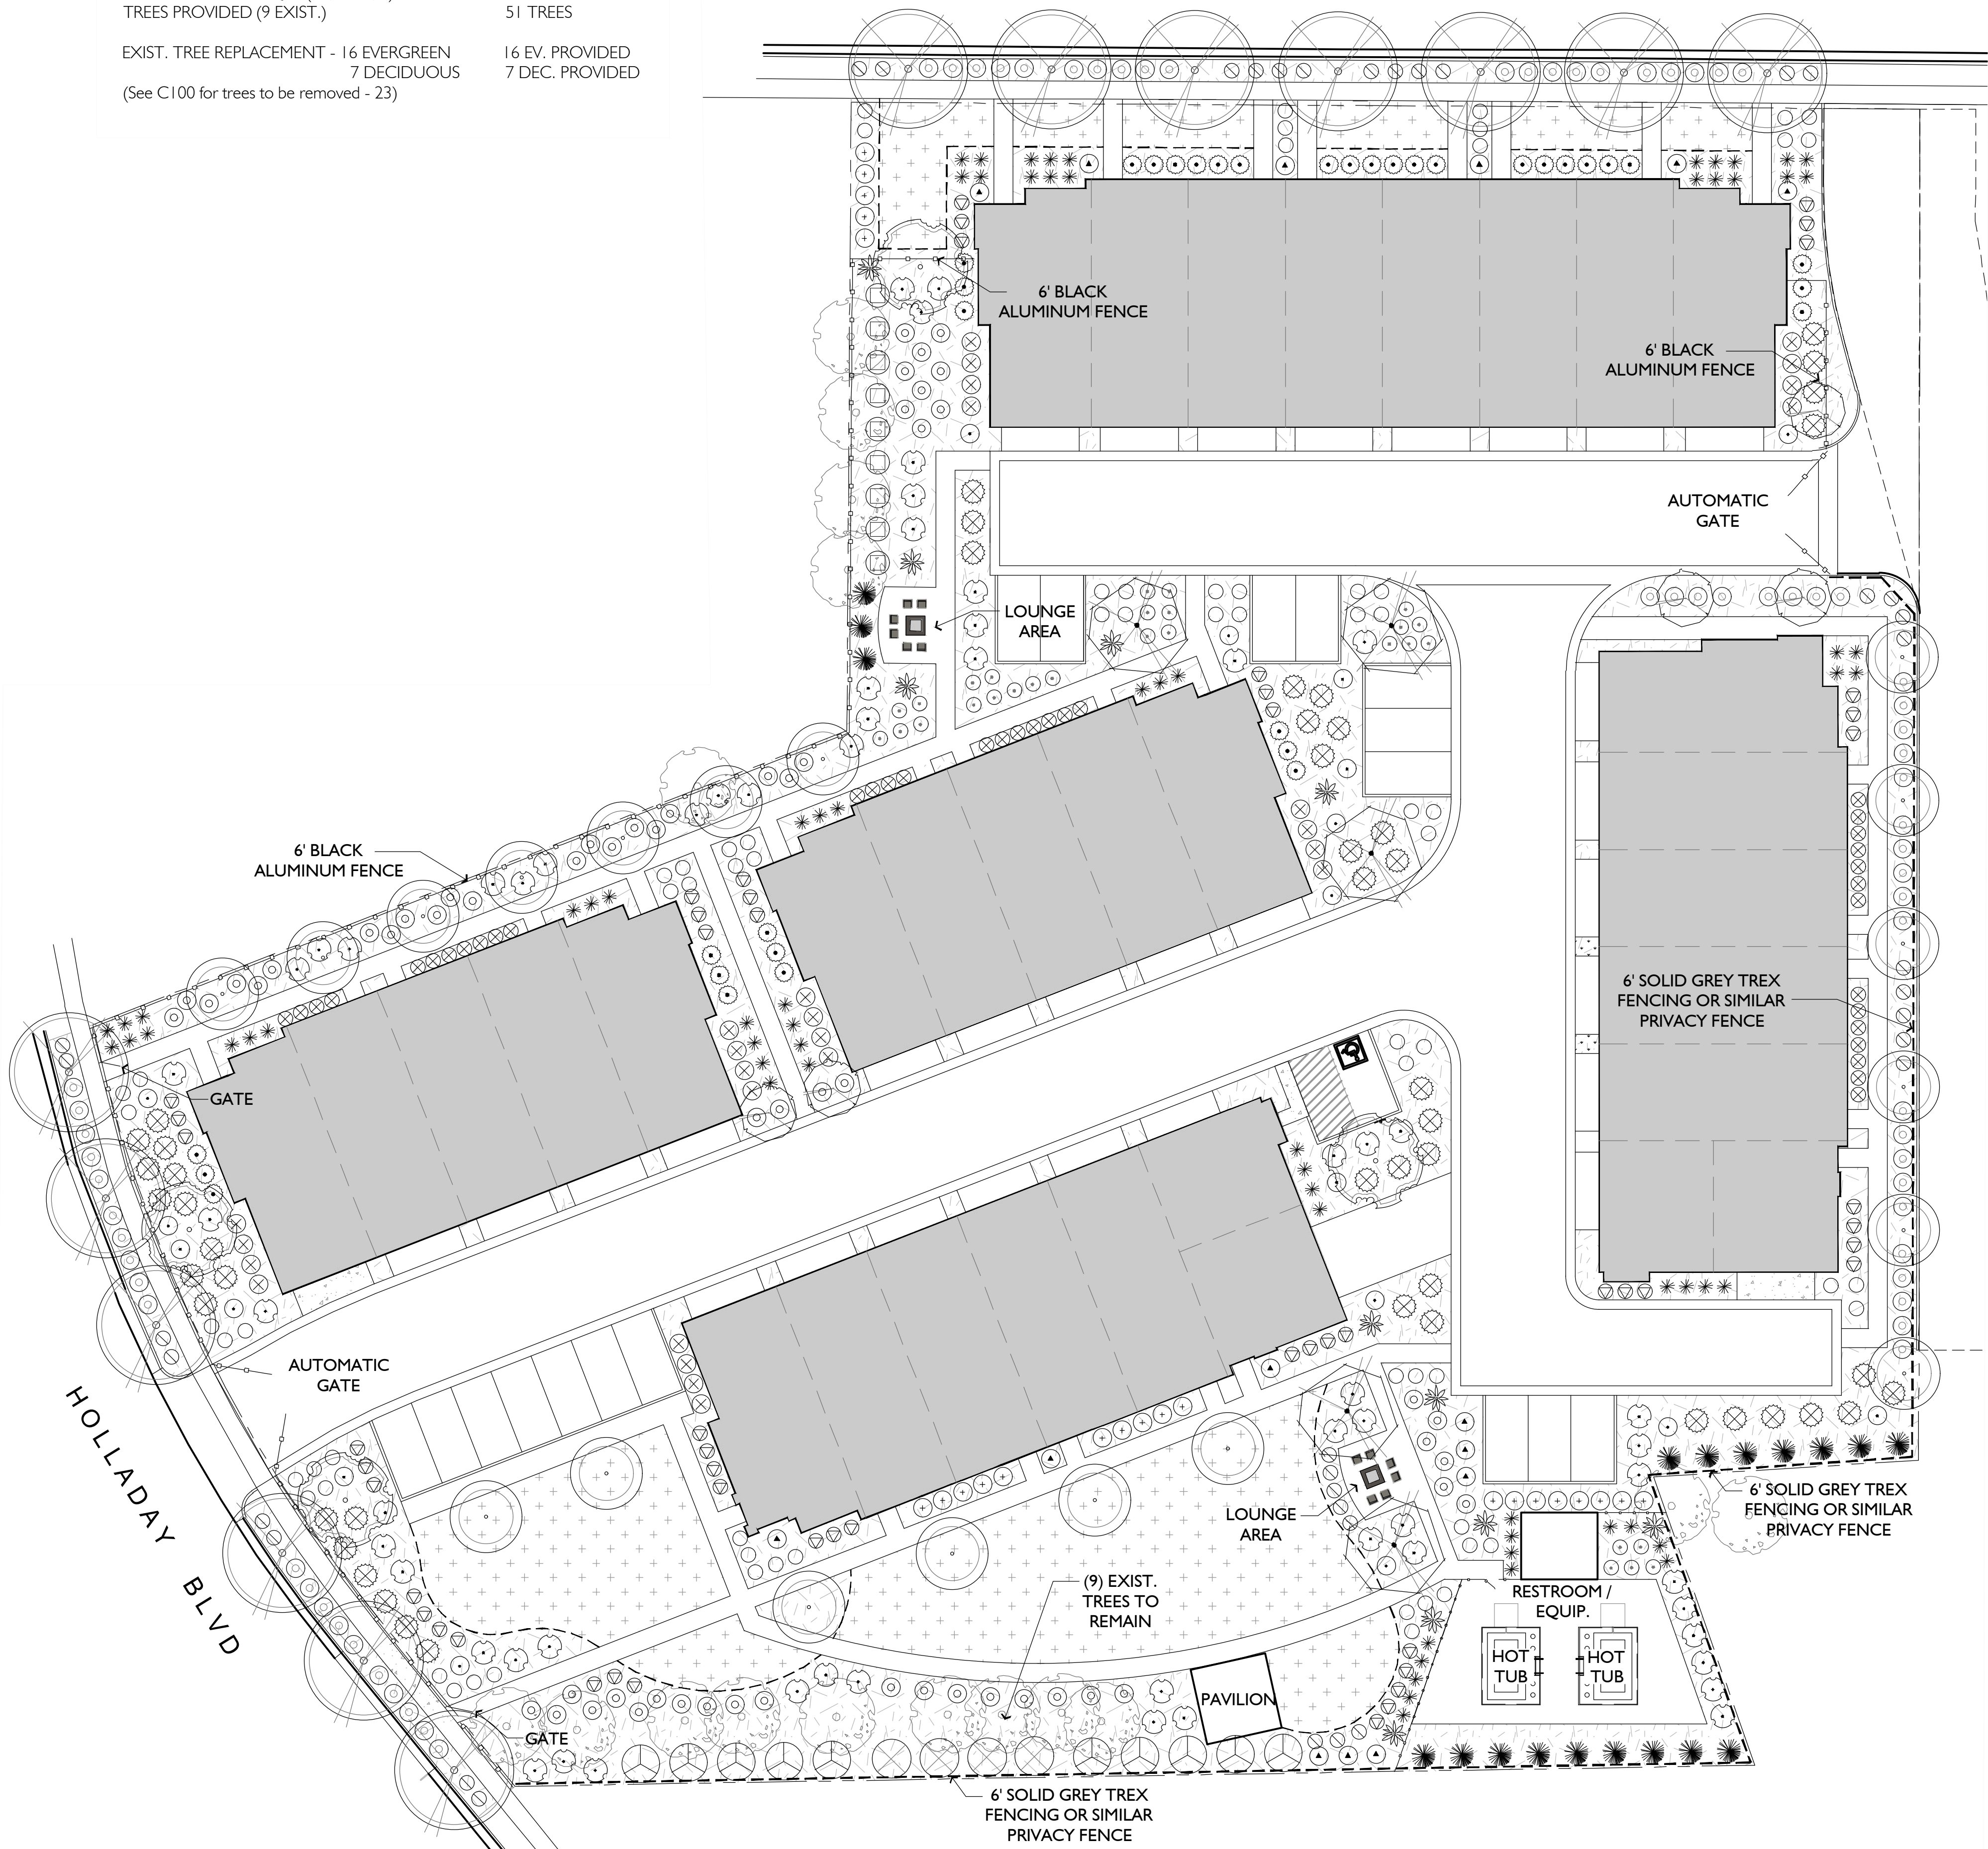 TREES PROVIDED (9 EXIST.) 51 TREES
EXIST. TREE REPLACEMENT - 16 EVERGREEN 16 EV. PROVIDED
7 DECIDUOUS 7 DEC. PROVIDED
(See C100 for trees to be removed - 23)
6' BLACK
ALUMINUM FENCE
6' BLACK
ALUMINUM FENCE
AUTOMATIC
GATE
LOUNGE
AREA
6' BLACK
ALUMINUM FENCE
6' SOLID GREY TREX
FENCING OR SIMILAR
PRIVACY FENCE
GATE
AUTOMATIC
GATE
HOLLADAY BLVD
LOUNGE
AREA
6' SOLID GREY TREX
FENCING OR SIMILAR
PRIVACY FENCE
(9) EXIST.
TREES TO
REMAIN
RESTROOM /
EQUIP.
HOT
TUB
HOT
TUB
PAVILION
GATE
6' SOLID GREY TREX
FENCING OR SIMILAR
PRIVACY FENCE